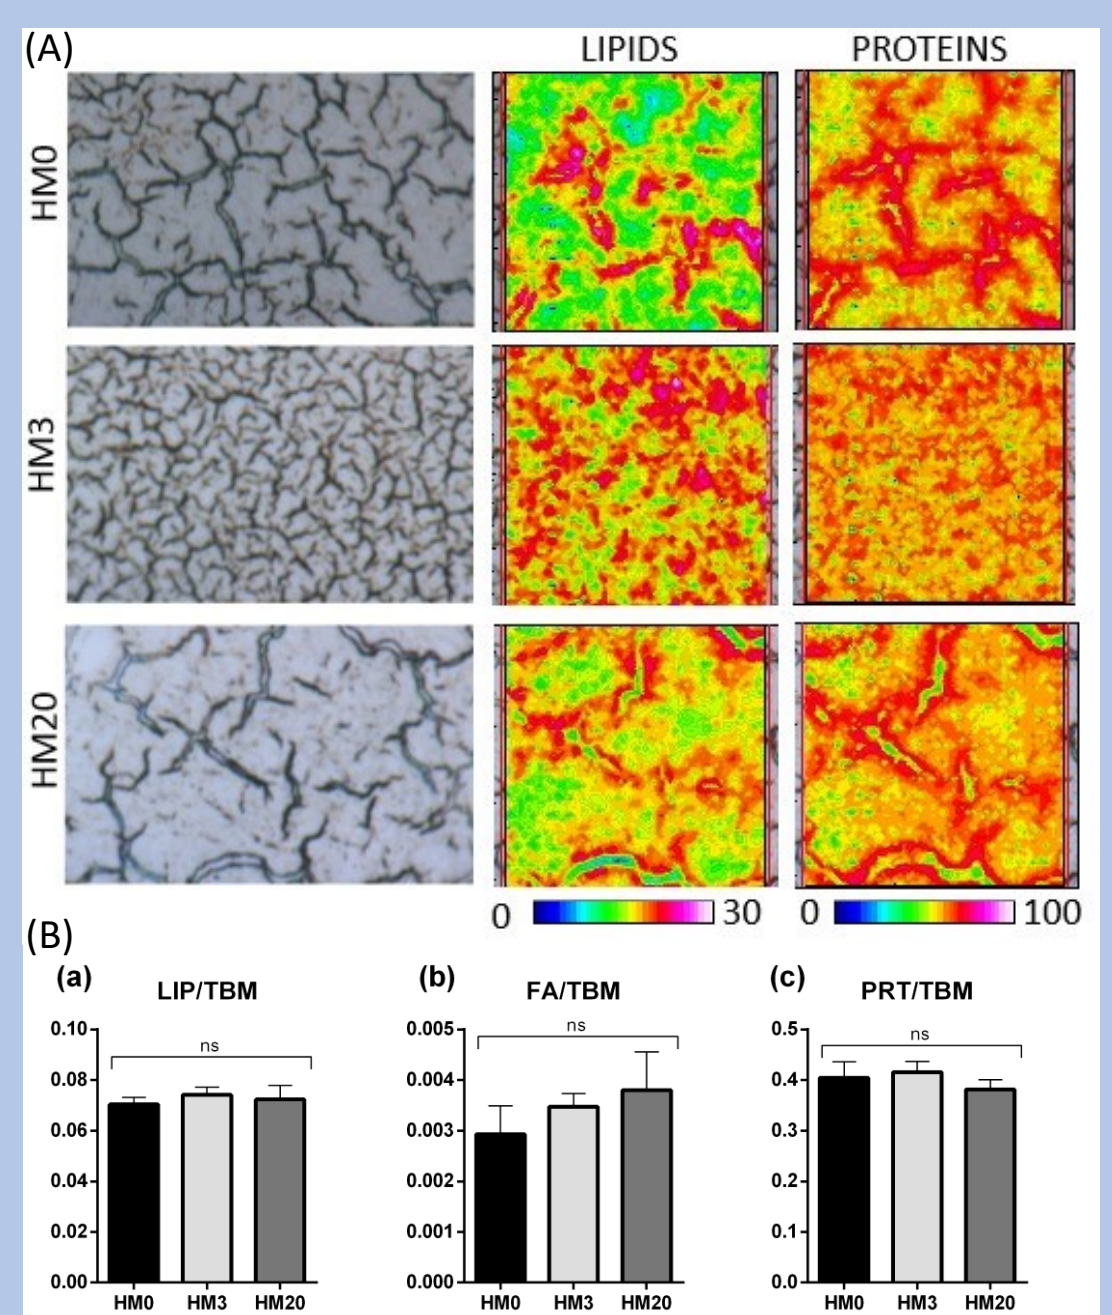 (A)
LIPIDS PROTEINS
HM0
HM3
HM20
0 30 0 100
(B)
(a) (b) (c)
LIP/TBM
ns
0.10
0.08
0.06
0.04
0.02
0.00
HM0 HM3 HM20
FA/TBM
ns
0.005
0.004
0.003
0.002
0.001
0.000
HM0 HM3 HM20
PRT/TBM
ns
0.5
0.4
0.3
0.2
0.1
0.0
HM0 HM3 HM20